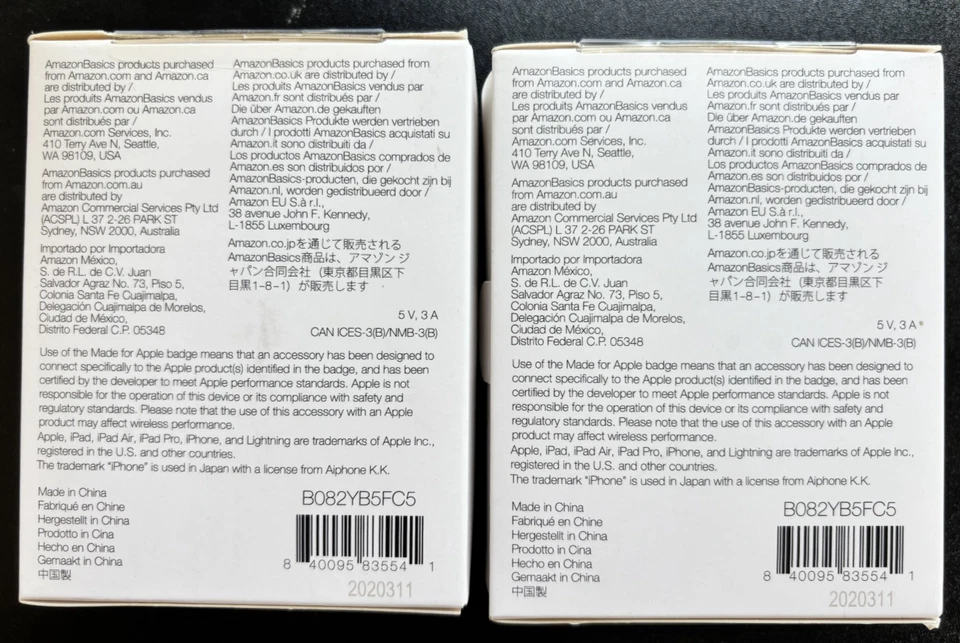 AmazonBasics products purchased
from Amazon.com and Amazon.ca
are distributed by /
Les produits AmazonBasics vendus
par Amazon.com ou Amazon.ca
sont distribués par /
Amazon.com Services, Inc.
410 Terry Ave N, Seattle,
WA 98109, USA
AmazonBasics products purchased
from Amazon.com.au
are distributed by
Amazon Commercial Services Pty Ltd
(ACSPL) L 37 2-26 PARK ST
Sydney, NSW 2000, Australia
Importado por Importadora
Amazon México,
S. de R.L. de C.V. Juan
Salvador Agraz No. 73, Piso 5,
Colonia Santa Fe Cuajimalpa,
Delegación Cuajimalpa de Morelos,
Ciudad de México,
Distrito Federal C.P. 05348
AmazonBasics products purchased from
Amazon.co.uk are distributed by /
Les produits AmazonBasics vendus par
Amazon.fr sont distribués par /
Die über Amazon.de gekauften
AmazonBasics Produkte werden vertrieben
durch / I prodotti AmazonBasics acquistati su
Amazon.it sono distribuiti da /
Los productos AmazonBasics comprados de
Amazon.es son distribuidos por /
AmazonBasics-producten, die gekocht zijn bij
Amazon.nl, worden gedistribueerd door /
Amazon EU S.à r.l.,
38 avenue John F. Kennedy,
L-1855 Luxembourg
Amazon.co.jpを通じて販売される
AmazonBasics商品は、アマゾン ジ
ャパン合同会社（東京都目黒区下
目黒1-8-1）が販売します
5 V, 3 A
CAN ICES-3(B)/NMB-3(B)
Use of the Made for Apple badge means that an accessory has been designed to
connect specifically to the Apple product(s) identified in the badge, and has been
certified by the developer to meet Apple performance standards. Apple is not
responsible for the operation of this device or its compliance with safety and
regulatory standards. Please note that the use of this accessory with an Apple
product may affect wireless performance.
Apple, iPad, iPad Air, iPad Pro, iPhone, and Lightning are trademarks of Apple Inc.,
registered in the U.S. and other countries.
The trademark "iPhone" is used in Japan with a license from Aiphone K.K.
Made in China
Fabriqué en Chine
Hergestellt in China
Prodotto in Cina
Hecho en China
Gemaakt in China
中国製
B082YB5FC5
8 40095 83554 1
2020311
AmazonBasics products purchased
from Amazon.com and Amazon.ca
are distributed by /
Les produits AmazonBasics vendus
par Amazon.com ou Amazon.ca
sont distribués par /
Amazon.com Services, Inc.
410 Terry Ave N, Seattle,
WA 98109, USA
AmazonBasics products purchased
from Amazon.com.au
are distributed by
Amazon Commercial Services Pty Ltd
(ACSPL) L 37 2-26 PARK ST
Sydney, NSW 2000, Australia
Importado por Importadora
Amazon México,
S. de R.L. de C.V. Juan
Salvador Agraz No. 73, Piso 5,
Colonia Santa Fe Cuajimalpa,
Delegación Cuajimalpa de Morelos,
Ciudad de México,
Distrito Federal C.P. 05348
AmazonBasics products purchased from
Amazon.co.uk are distributed by /
Les produits AmazonBasics vendus par
Amazon.fr sont distribués par /
Die über Amazon.de gekauften
AmazonBasics Produkte werden vertrieben
durch / I prodotti AmazonBasics acquistati su
Amazon.it sono distribuiti da /
Los productos AmazonBasics comprados de
Amazon.es son distribuidos por /
AmazonBasics-producten, die gekocht zijn bij
Amazon.nl, worden gedistribueerd door /
Amazon EU S.à r.l.,
38 avenue John F. Kennedy,
L-1855 Luxembourg
Amazon.co.jpを通じて販売される
AmazonBasics商品は、アマゾン ジ
ャパン合同会社（東京都目黒区下
目黒1-8-1）が販売します
5 V, 3 A
CAN ICES-3(B)/NMB-3(B)
Use of the Made for Apple badge means that an accessory has been designed to
connect specifically to the Apple product(s) identified in the badge, and has been
certified by the developer to meet Apple performance standards. Apple is not
responsible for the operation of this device or its compliance with safety and
regulatory standards. Please note that the use of this accessory with an Apple
product may affect wireless performance.
Apple, iPad, iPad Air, iPad Pro, iPhone, and Lightning are trademarks of Apple Inc.,
registered in the U.S. and other countries.
The trademark "iPhone" is used in Japan with a license from Aiphone K.K.
Made in China
Fabriqué en Chine
Hergestellt in China
Prodotto in Cina
Hecho en China
Gemaakt in China
中国製
B082YB5FC5
8 40095 83554 1
2020311